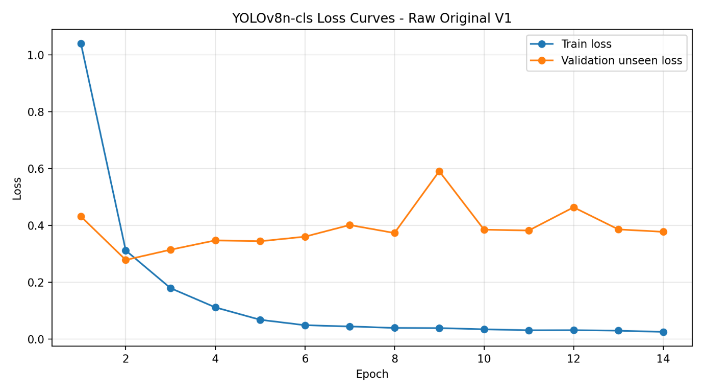 YOLOv8n-cls Loss Curves - Raw Original V1
Train loss
Validation unseen loss
Loss
1.0
0.8
0.6
0.4
0.2
0.0
2 4 6 8 10 12 14
Epoch